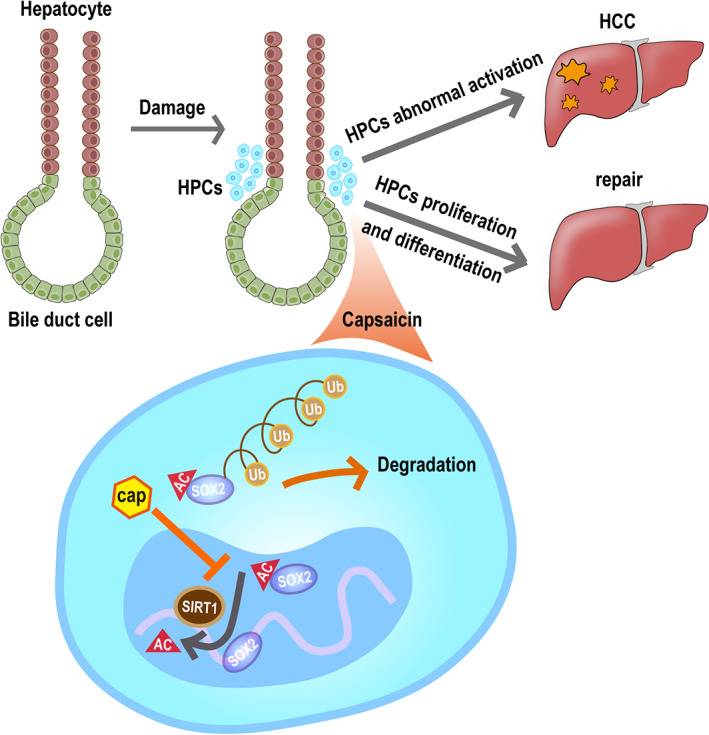 Hepatocyte
Damage
HPCs
Bile duct cell
HPCs abnormal activation
HCC
HPCs proliferation
and differentiation
repair
Capsaicin
Ub
Ub
Ub
Ub
AC
SOX2
Degradation
cap
AC
SOX2
SIRT1
AC
SOX2